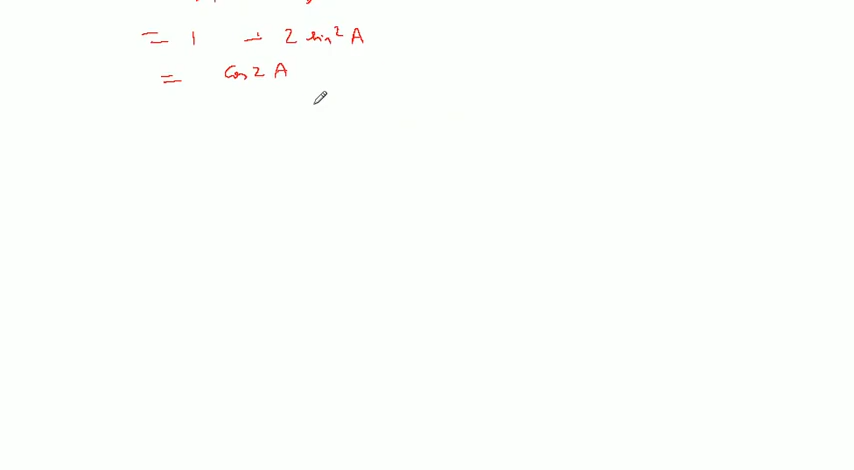 = 1 - 2 sin² A
= Cos 2 A